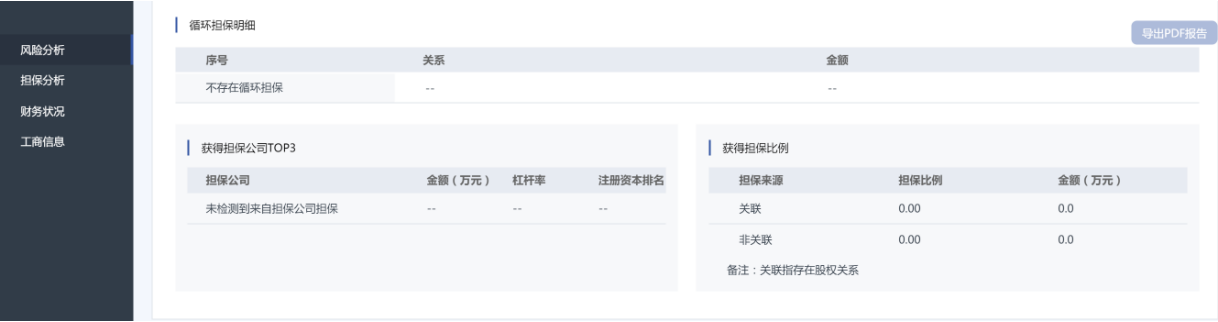 风险分析
担保分析
财务状况
工商信息
循环担保明细
导出PDF报告
序号 关系 金额
不存在循环担保 -- --
获得担保公司TOP3
担保公司 金额（万元） 杠杆率 注册资本排名
未检测到来自担保公司担保 -- -- --
获得担保比例
担保来源 担保比例 金额（万元）
关联 0.00 0.0
非关联 0.00 0.0
备注：关联指存在股权关系